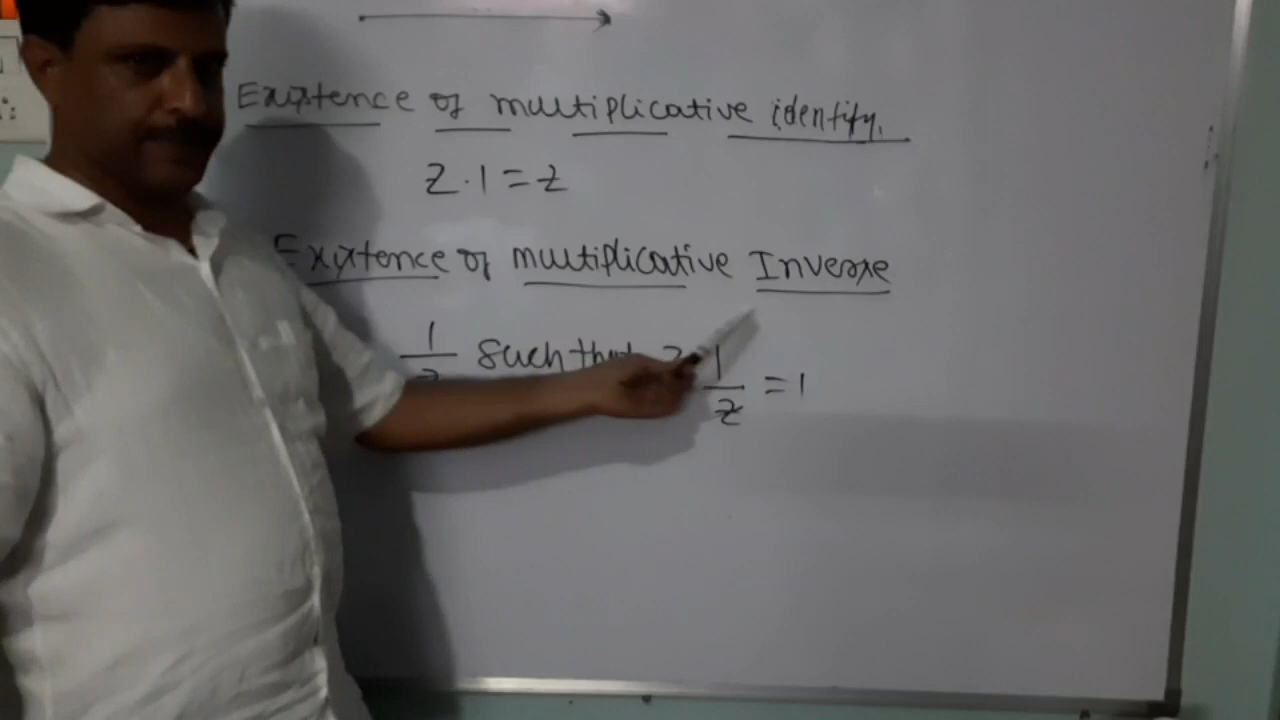 Existence of multiplicative identity.
z · 1 = z
Existence of multiplicative Inverse
1/z such that z · 1/z = 1